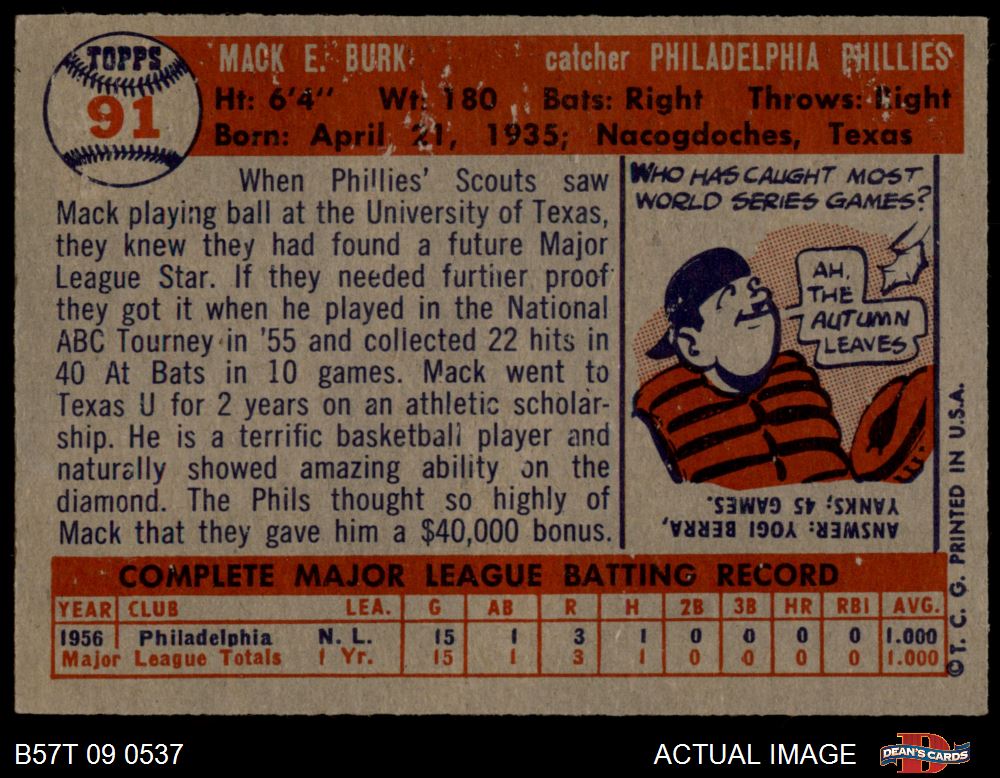 TOPPS
91
MACK E. BURK catcher PHILADELPHIA PHILLIES
Ht: 6'4" Wt: 180 Bats: Right Throws: Right
Born: April 21, 1935; Nacogdoches, Texas
When Phillies' Scouts saw
Mack playing ball at the University of Texas,
they knew they had found a future Major
League Star. If they needed further proof
they got it when he played in the National
ABC Tourney in '55 and collected 22 hits in
40 At Bats in 10 games. Mack went to
Texas U for 2 years on an athletic scholar-
ship. He is a terrific basketball player and
naturally showed amazing ability on the
diamond. The Phils thought so highly of
Mack that they gave him a $40,000 bonus.
WHO HAS CAUGHT MOST
WORLD SERIES GAMES?
AH,
THE
AUTUMN
LEAVES
ANSWER: YOGI BERRA,
YANKS; 45 GAMES.
COMPLETE MAJOR LEAGUE BATTING RECORD
YEAR CLUB LEA. G AB R H 2B 3B HR RBI AVG.
1956 Philadelphia N. L. 15 1 3 1 0 0 0 0 1.000
Major League Totals 1 Yr. 15 1 3 1 0 0 0 0 1.000
© T. C. G. PRINTED IN U.S.A.
B57T 09 0537 ACTUAL IMAGE
DEAN'S CARDS